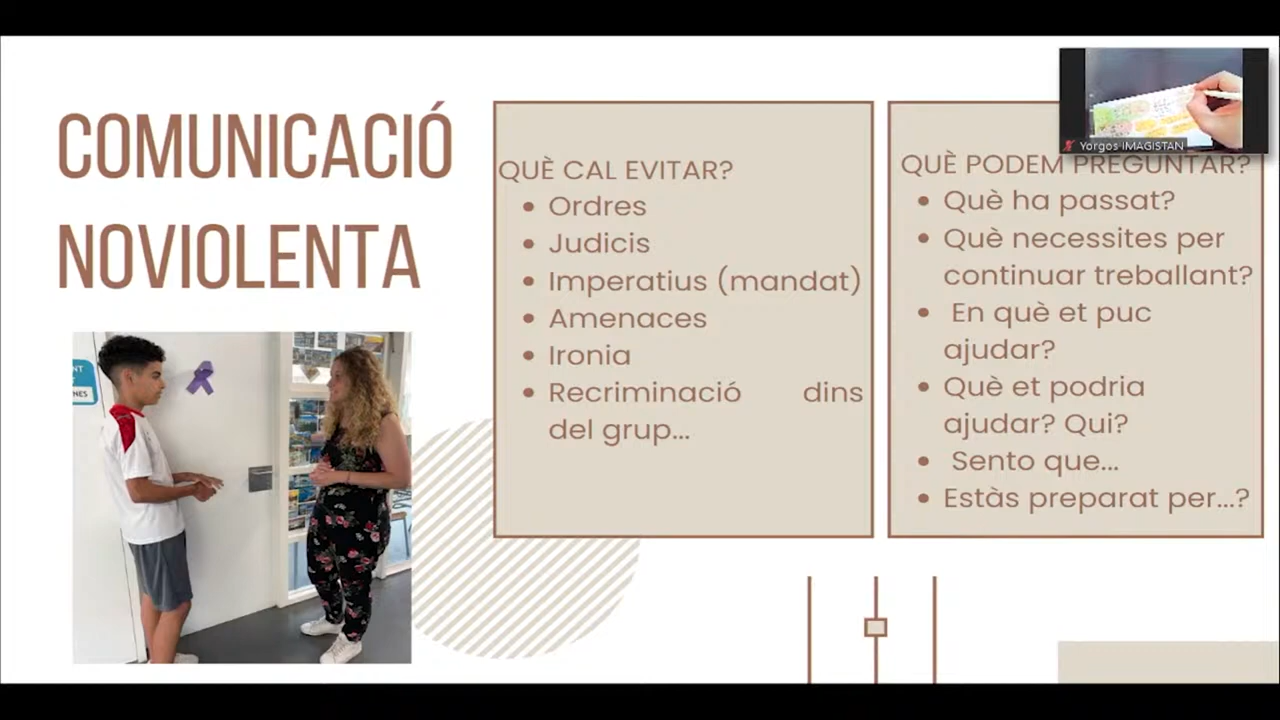 COMUNICACIÓ
NOVIOLENTA
QUÈ CAL EVITAR?
• Ordres
• Judicis
• Imperatius (mandat)
• Amenaces
• Ironia
• Recriminació dins
del grup...
QUÈ PODEM PREGUNTAR?
• Què ha passat?
• Què necessites per
continuar treballant?
• En què et puc
ajudar?
• Què et podria
ajudar? Qui?
• Sento que...
• Estàs preparat per...?
Yorgos IMAGISTAN
NT
NES